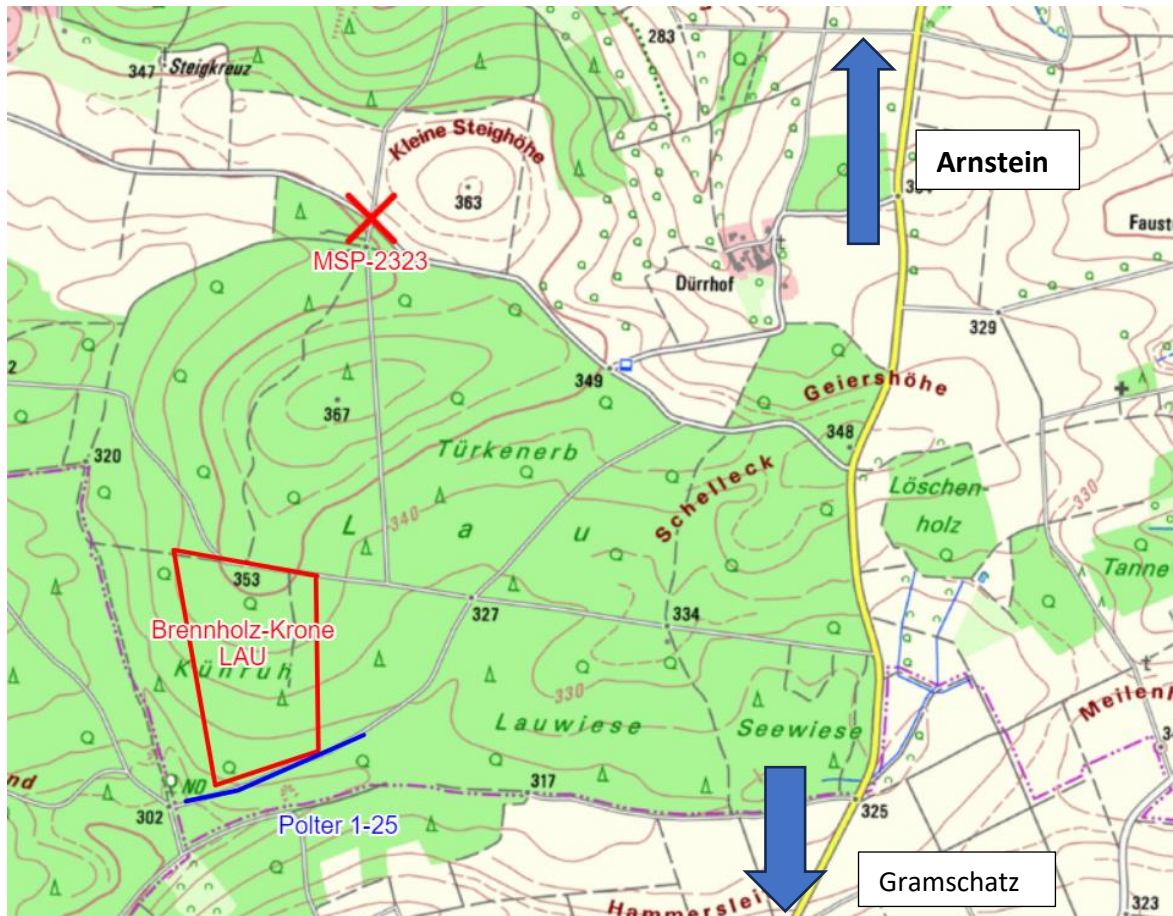 283
347 Steigkreuz
Kleine Steighöhe
363
Arnstein
MSP-2323
Dürrhof
329
349
Geiershöhe
348
367
Türkenerb
320
Schelleck
Löschen-
holz
330
340
L a u
Tanne
353
327
334
Brennholz-Krone
LAU
Künruh
330
Lauwiese
Seewiese
ND
317
302
325
Polter 1-25
Gramschatz
323